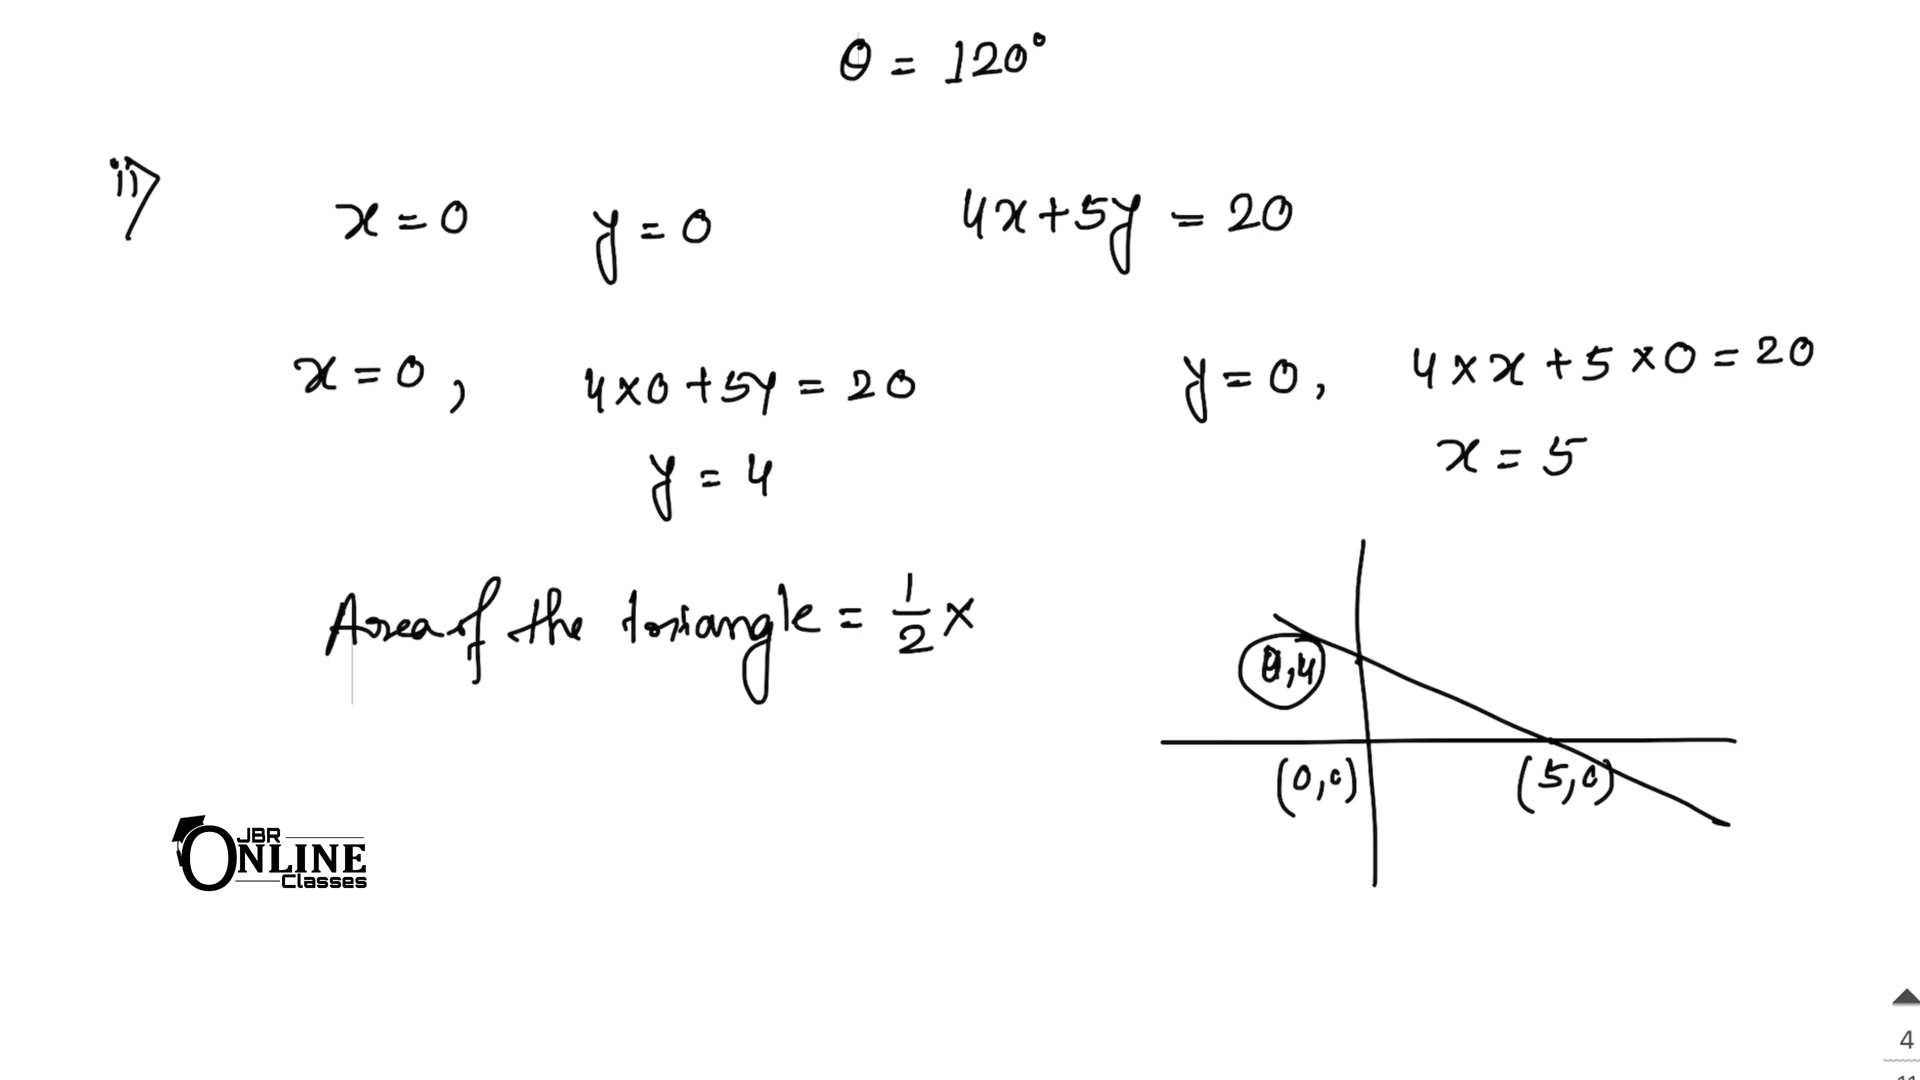 θ = 120°
ii)
x = 0 y = 0 4x + 5y = 20
x = 0, 4 × 0 + 5y = 20 y = 0, 4 × x + 5 × 0 = 20
y = 4 x = 5
Area of the triangle = 1/2 ×
0,4
(0,0) (5,0)
JBR
ONLINE
Classes
4